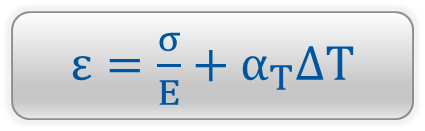 ε = σ/E + α_TΔT